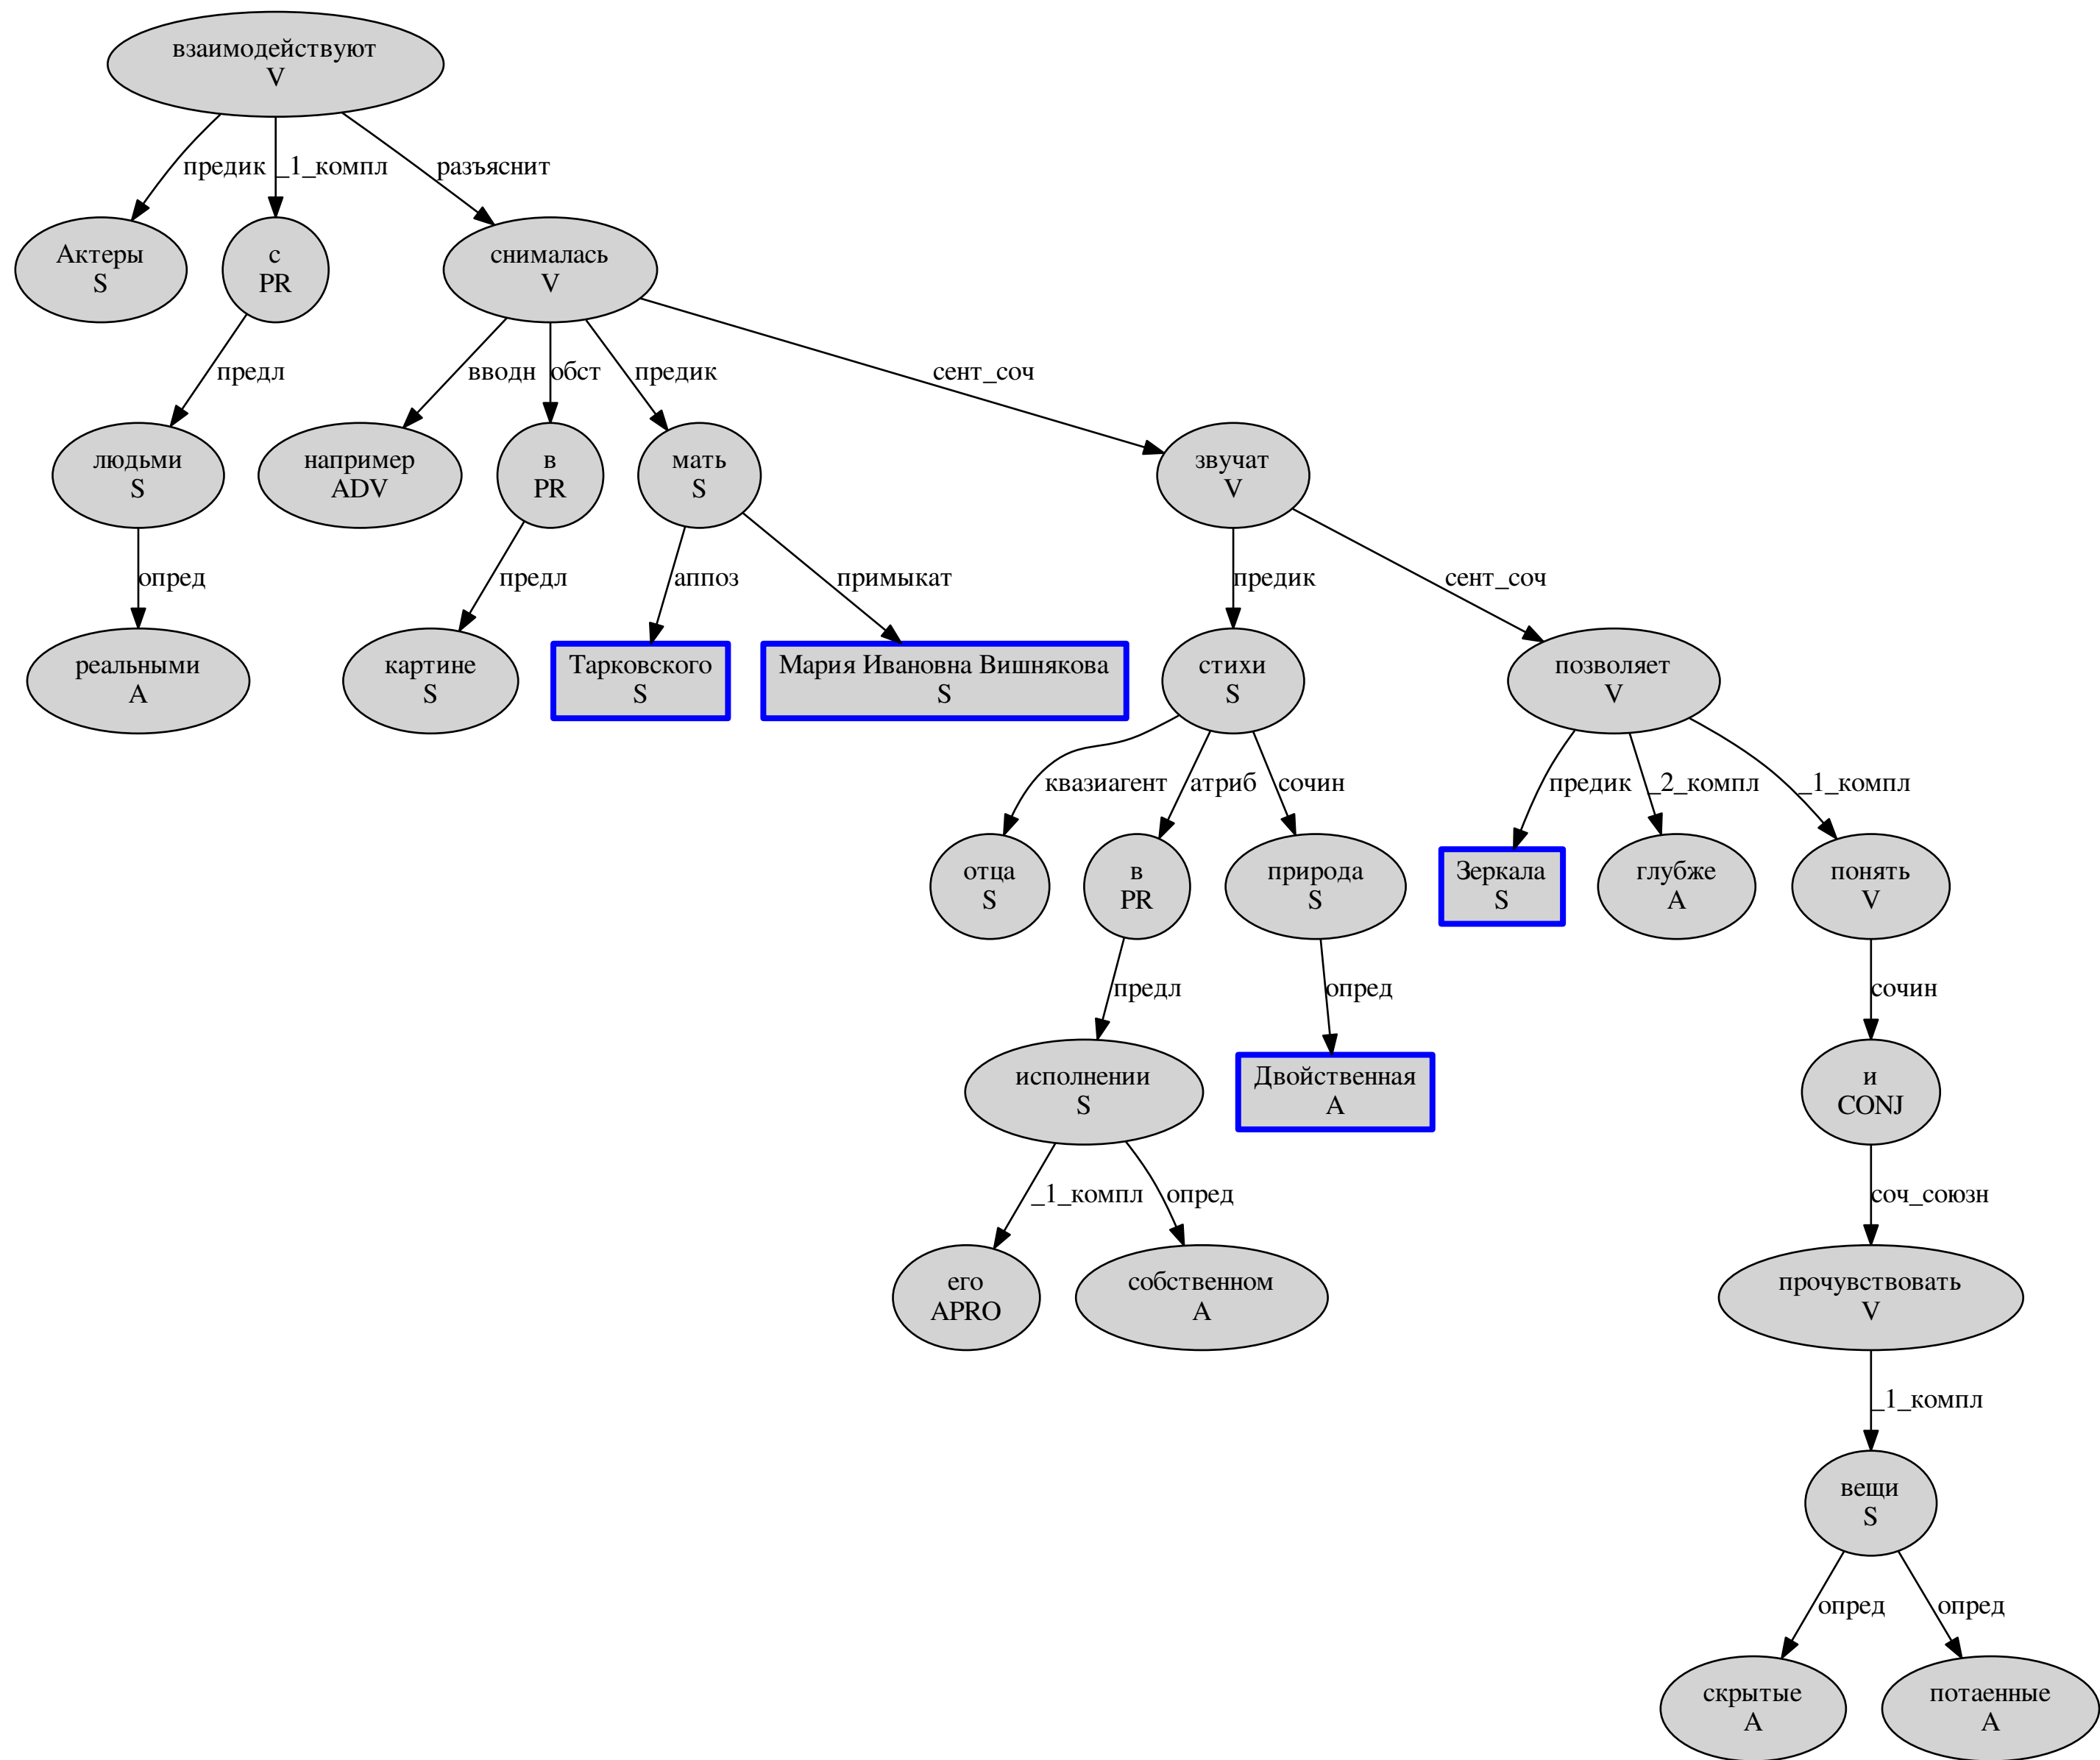 взаимодействуют
V
предик
_1_компл
разъяснит
Актеры
S
с
PR
снималась
V
предл
вводн
обст
предик
сент_соч
людьми
S
например
ADV
в
PR
мать
S
звучат
V
опред
предл
аппоз
примыкат
предик
сент_соч
реальными
A
картине
S
Тарковского
S
Мария Ивановна Вишнякова
S
стихи
S
позволяет
V
квазиагент
атриб
сочин
предик
_2_компл
_1_компл
отца
S
в
PR
природа
S
Зеркала
S
глубже
A
понять
V
предл
опред
сочин
исполнении
S
Двойственная
A
и
CONJ
_1_компл
опред
соч_союзн
его
APRO
собственном
A
прочувствовать
V
_1_компл
вещи
S
опред
опред
скрытые
A
потаенные
A